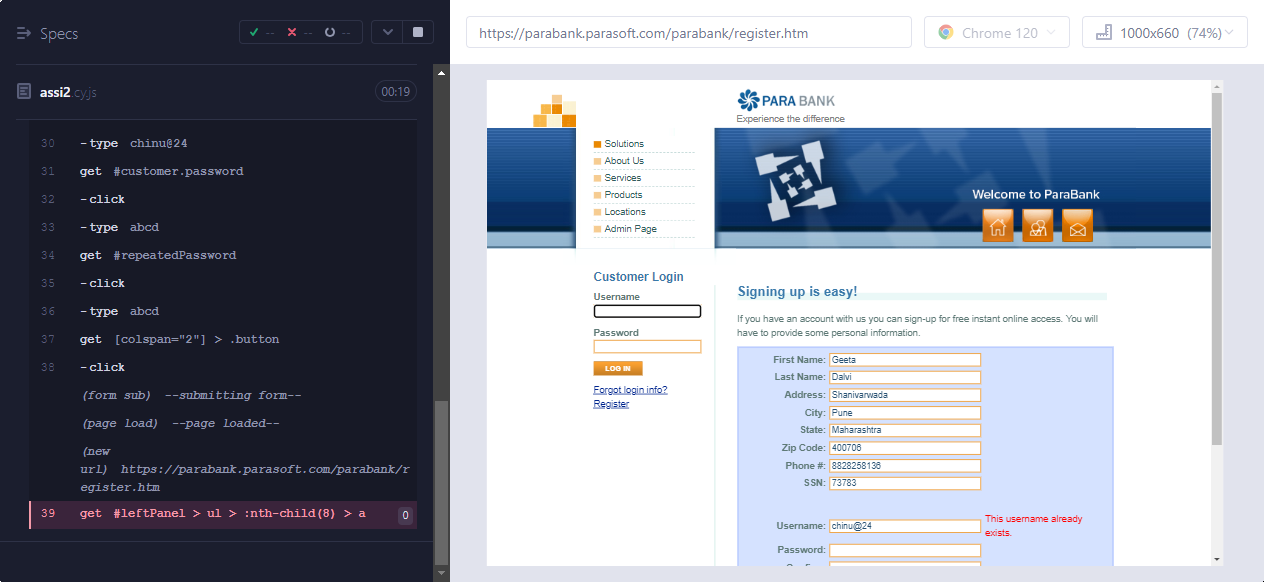 Specs
-- -- --
assi2.cy.js 00:19
30 -type chinu@24
31 get #customer.password
32 -click
33 -type abcd
34 get #repeatedPassword
35 -click
36 -type abcd
37 get [colspan="2"] > .button
38 -click
(form sub) --submitting form--
(page load) --page loaded--
(new
url) https://parabank.parasoft.com/parabank/r
egister.htm
39 get #leftPanel > ul > :nth-child(8) > a 0
https://parabank.parasoft.com/parabank/register.htm
Chrome 120
1000x660 (74%)
PARA BANK
Experience the difference
Solutions
About Us
Services
Products
Locations
Admin Page
Welcome to ParaBank
Customer Login
Username
Password
LOG IN
Forgot login info?
Register
Signing up is easy!
If you have an account with us you can sign-up for free instant online access. You will
have to provide some personal information.
First Name: Geeta
Last Name: Dalvi
Address: Shanivarwada
City: Pune
State: Maharashtra
Zip Code: 400706
Phone #: 8828258136
SSN: 73783
Username: chinu@24 This username already
exists.
Password: